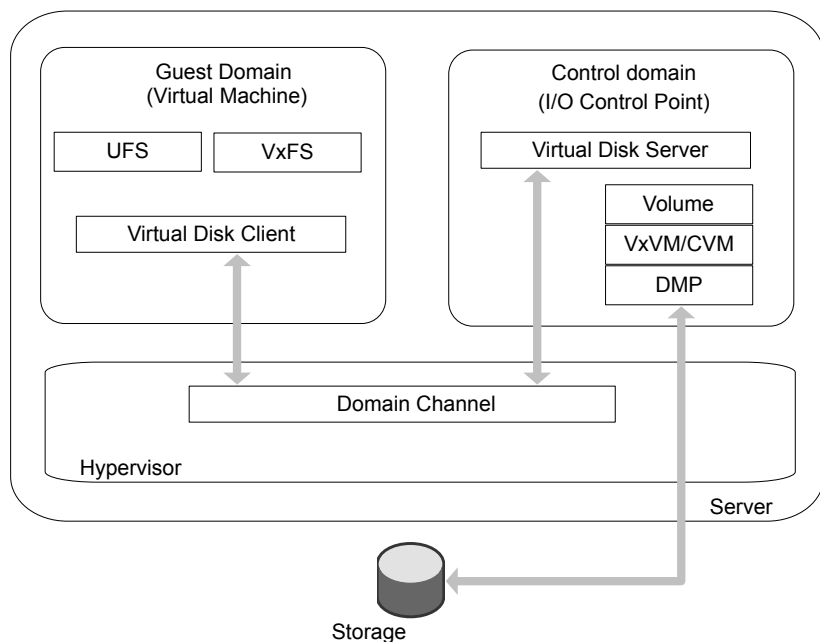 Guest Domain
(Virtual Machine)
UFS
VxFS
Virtual Disk Client
Control domain
(I/O Control Point)
Virtual Disk Server
Volume
VxVM/CVM
DMP
Domain Channel
Hypervisor
Server
Storage